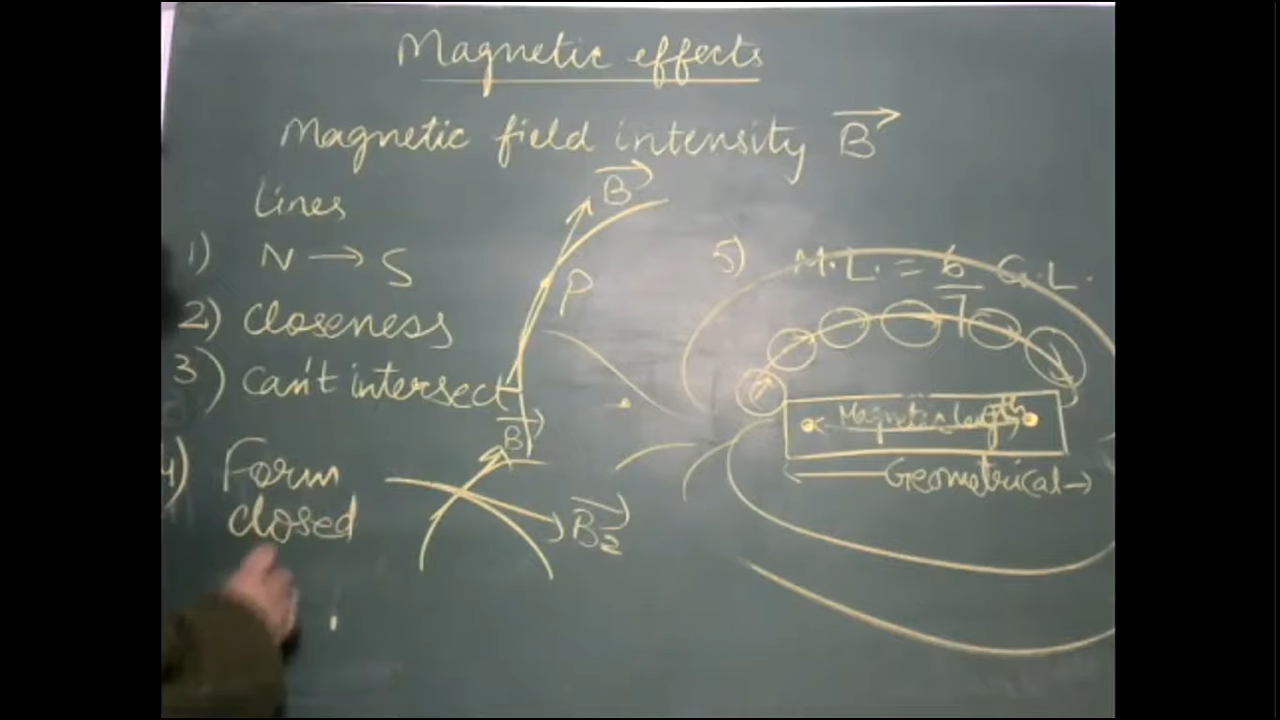 Magnetic effects
Magnetic field intensity B
lines
1) N → S
2) closeness
3) can't intersect
4) Form
closed
B
P
B
B2
5) M.L. = 6/7 G.L.
Magnetic length
Geometrical